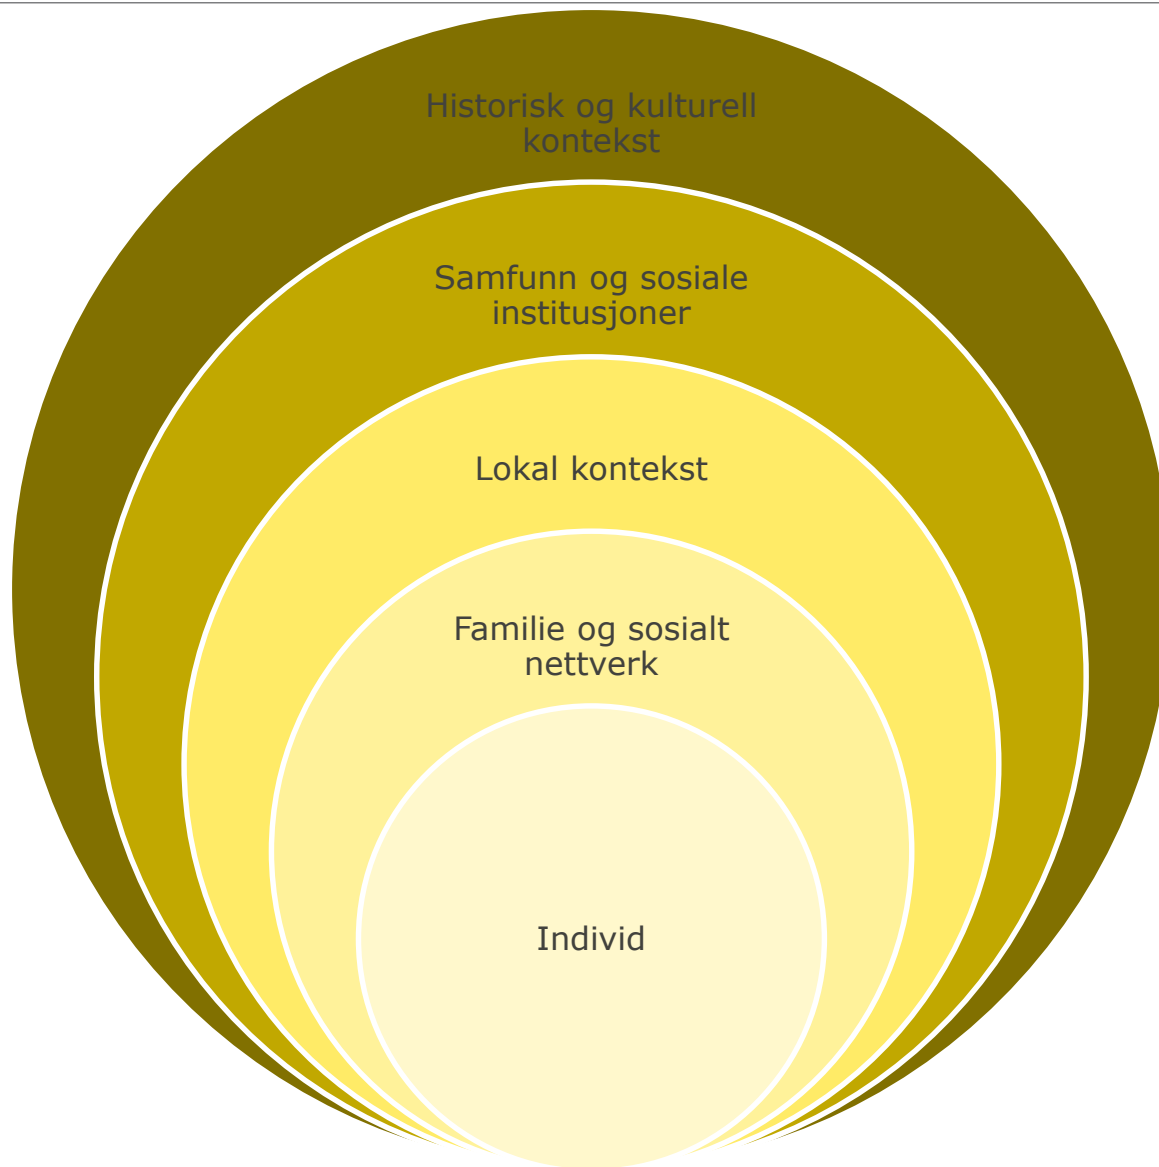 Historisk og kulturell
kontekst
Samfunn og sosiale
institusjoner
Lokal kontekst
Familie og sosialt
nettverk
Individ